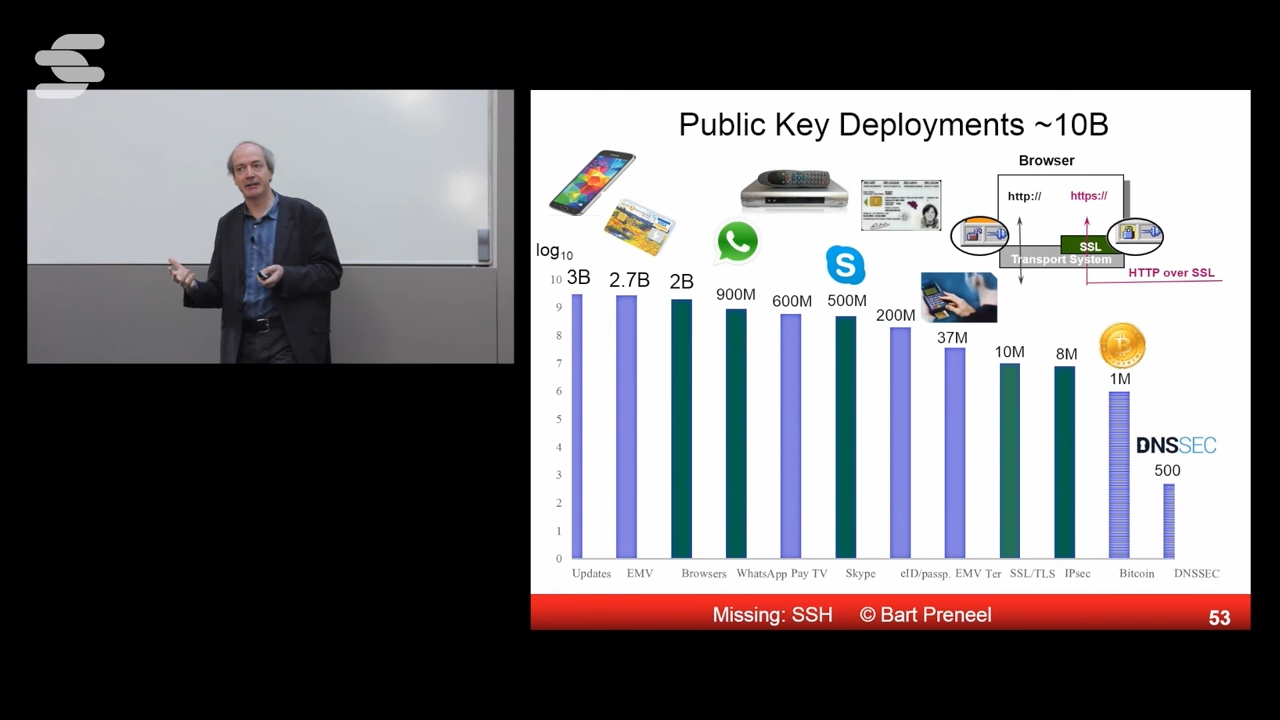 Public Key Deployments ~10B
Browser
http://
https://
SSL
Transport System
HTTP over SSL
log10
3B
2.7B
2B
900M
600M
500M
200M
37M
10M
8M
1M
DNSSEC
500
10
9
8
7
6
5
4
3
2
1
0
Updates
EMV
Browsers
WhatsApp
Pay TV
Skype
eID/passp.
EMV Ter
SSL/TLS
IPsec
Bitcoin
DNSSEC
Missing: SSH © Bart Preneel
53